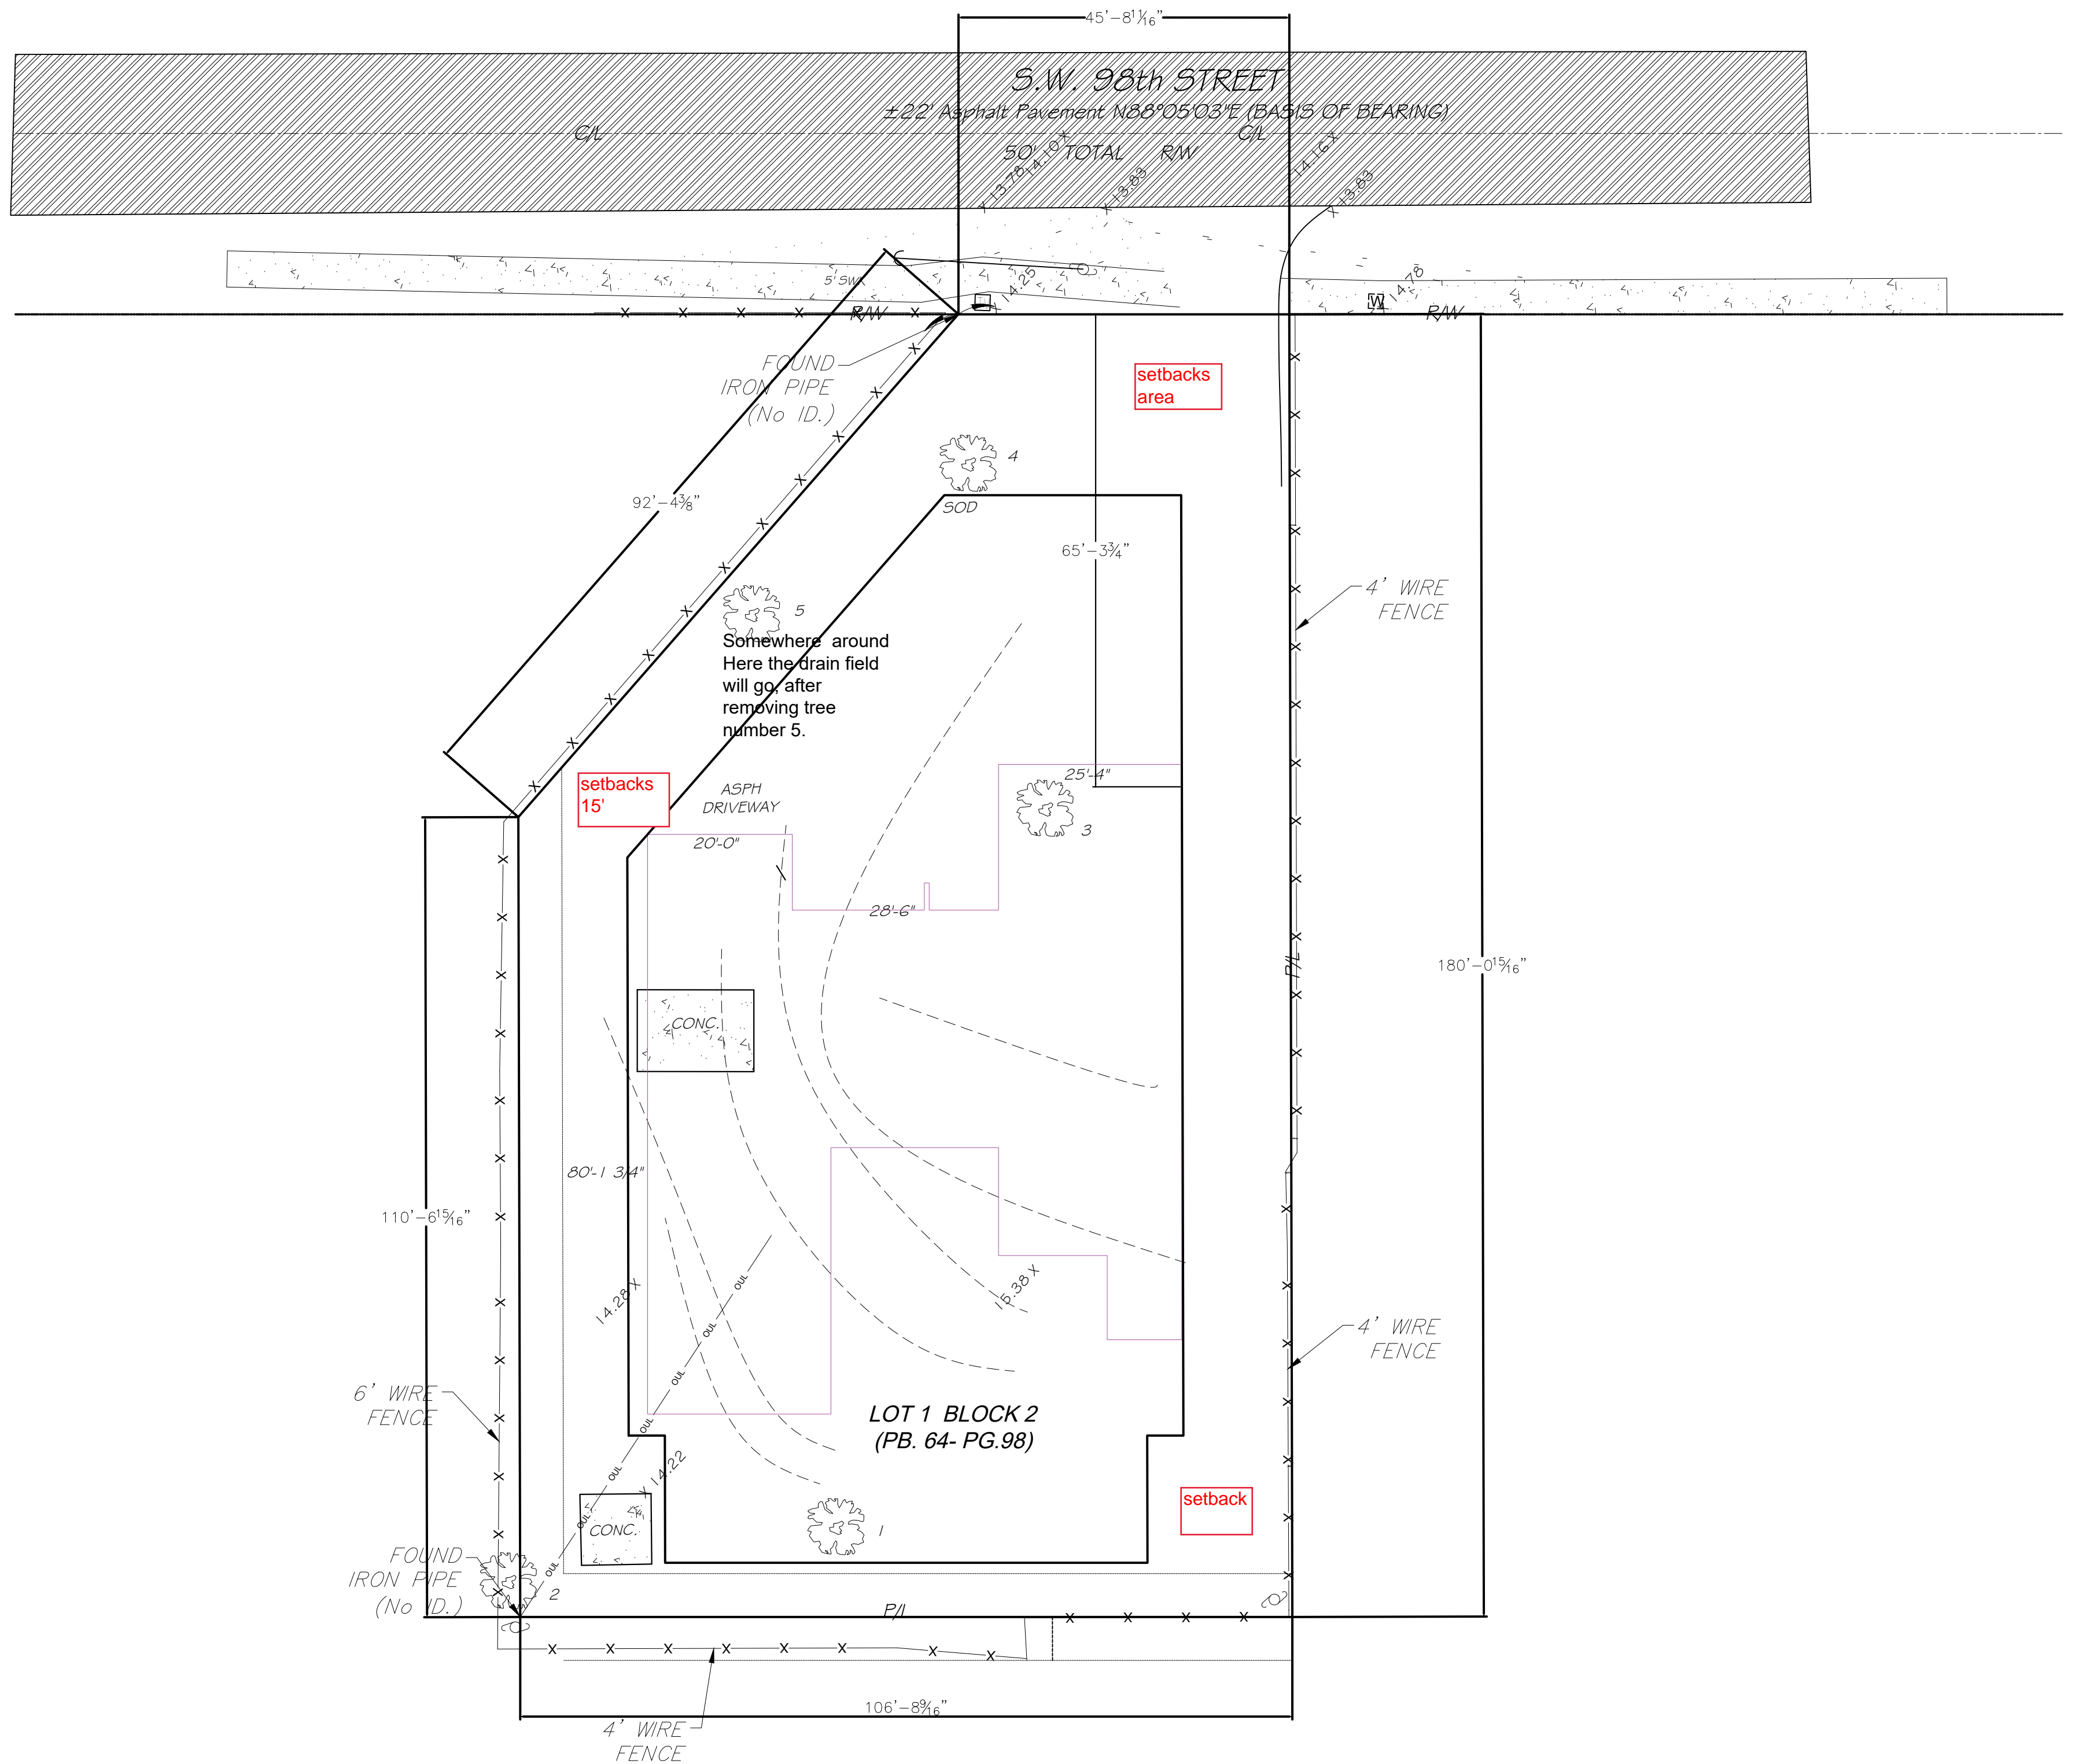 45'-8 11/16"
S.W. 98th STREET
±22' Asphalt Pavement N88°05'03"E (BASIS OF BEARING)
C/L
C/L
50' TOTAL R/W
X 13.78
14.10 X
X 13.83
14.16 X
X 13.83
5' SWK
X 14.25
W
X 14.78
R/W
R/W
FOUND
IRON PIPE
(No ID.)
setbacks
area
4
92'-4 3/8"
SOD
65'-3 3/4"
4' WIRE
FENCE
5
Somewhere around
Here the drain field
will go, after
removing tree
number 5.
setbacks
15'
ASPH
DRIVEWAY
25'-4"
3
20'-0"
28'-6"
P/L
180'-0 15/16"
CONC.
80'-1 3/4"
110'-6 15/16"
14.28 X
OUL
15.38 X
OUL
4' WIRE
FENCE
OUL
6' WIRE
FENCE
LOT 1 BLOCK 2
(PB. 64- PG.98)
OUL
OUL
X 14.22
setback
OUL
CONC.
1
FOUND
IRON PIPE
(No ID.)
OUL
2
P/L
106'-8 9/16"
4' WIRE
FENCE